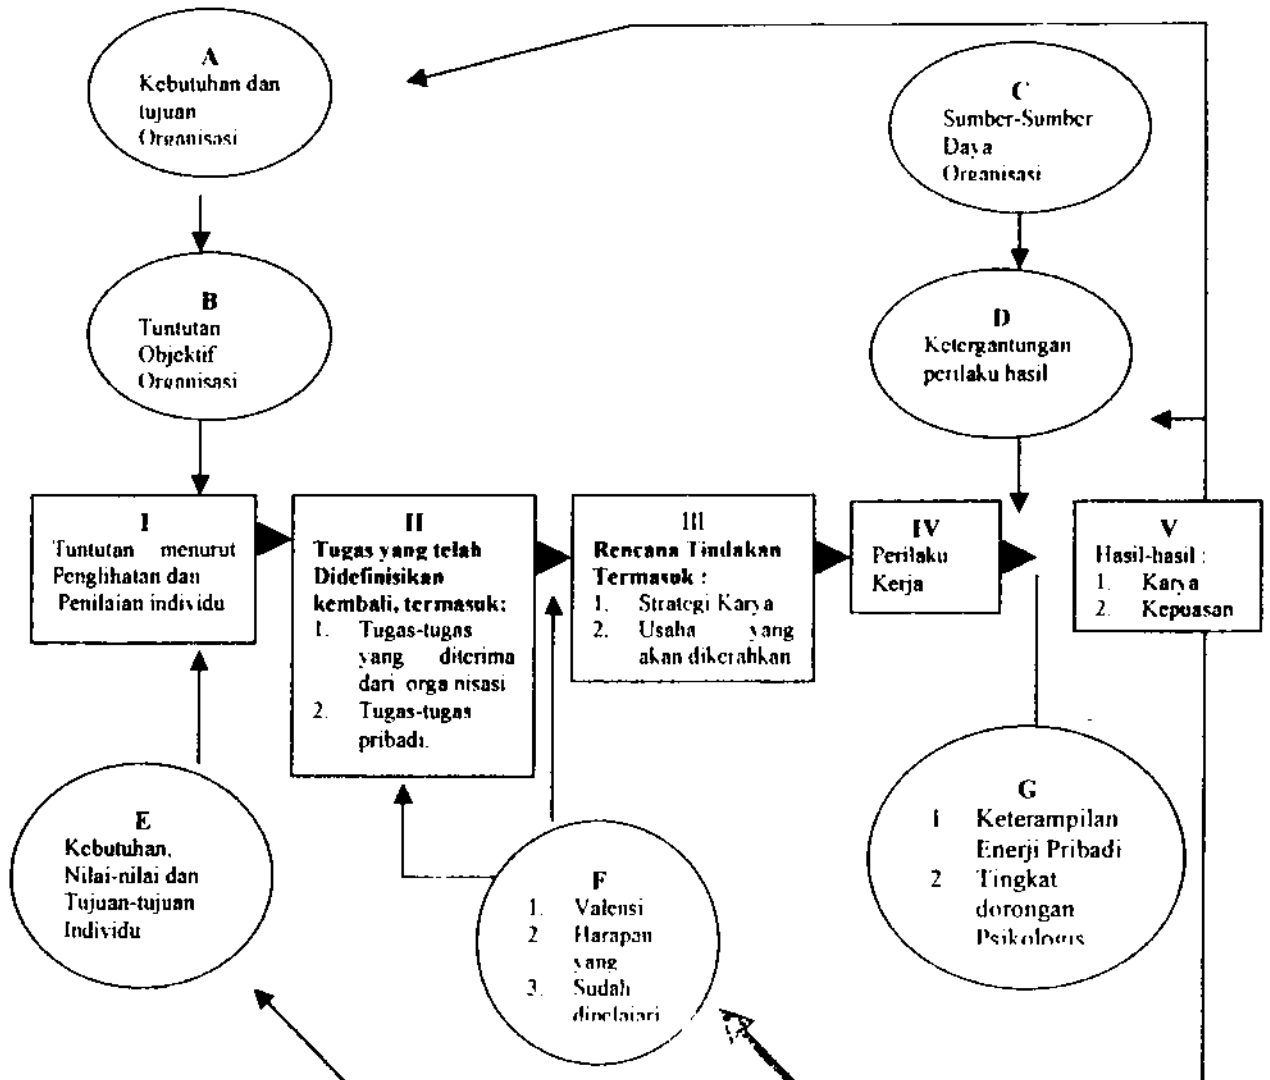 A
Kebutuhan dan
tujuan
Organisasi
C
Sumber-Sumber
Daya
Organisasi
B
Tuntutan
Objektif
Organisasi
D
Ketergantungan
perilaku hasil
I
Tuntutan menurut
Penglihatan dan
Penilaian individu
II
Tugas yang telah
Didefinisikan
kembali, termasuk:
1. Tugas-tugas
yang diterima
dari orga nisasi
2. Tugas-tugas
pribadi.
III
Rencana Tindakan
Termasuk :
1. Strategi Karya
2. Usaha yang
akan dikerahkan
IV
Perilaku
Kerja
V
Hasil-hasil :
1. Karya
2. Kepuasan
E
Kebutuhan,
Nilai-nilai dan
Tujuan-tujuan
Individu
F
1. Valensi
2 Harapan
yang
3. Sudah
dipelajari
G
1 Keterampilan
Enerji Pribadi
2 Tingkat
dorongan
Psikologis